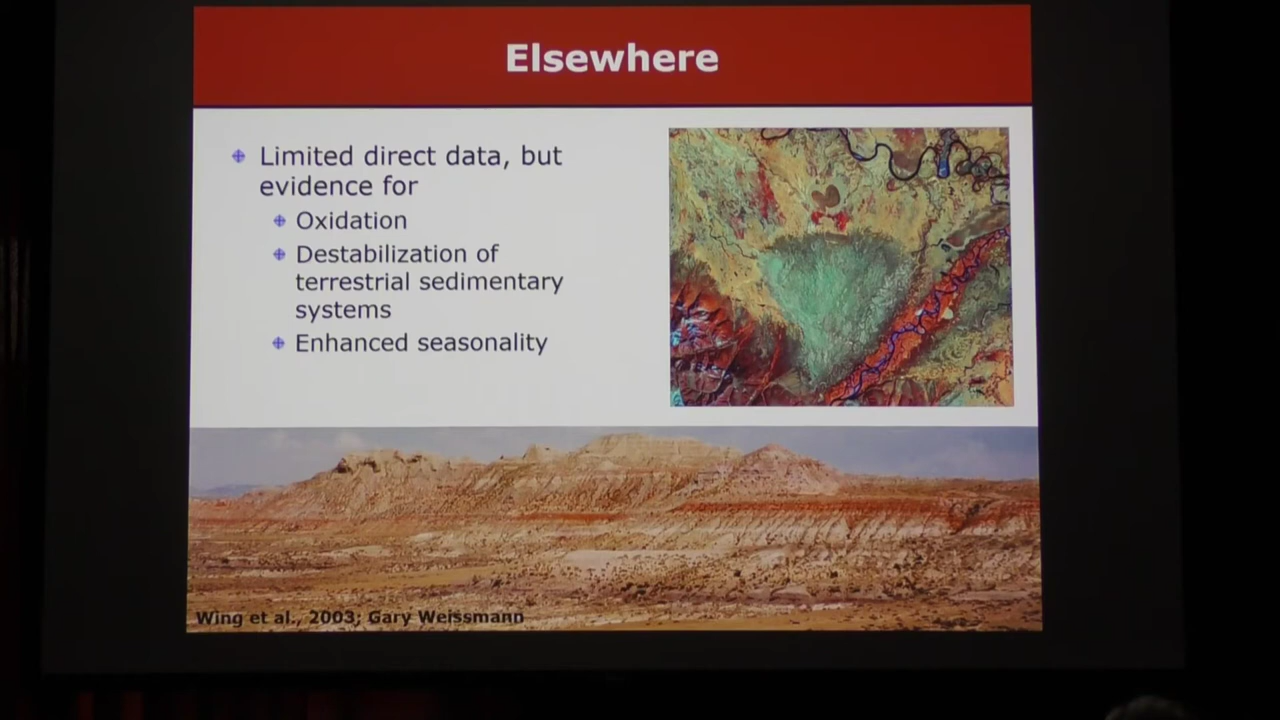 Elsewhere
Limited direct data, but
evidence for
Oxidation
Destabilization of
terrestrial sedimentary
systems
Enhanced seasonality
Wing et al., 2003; Gary Weissmann